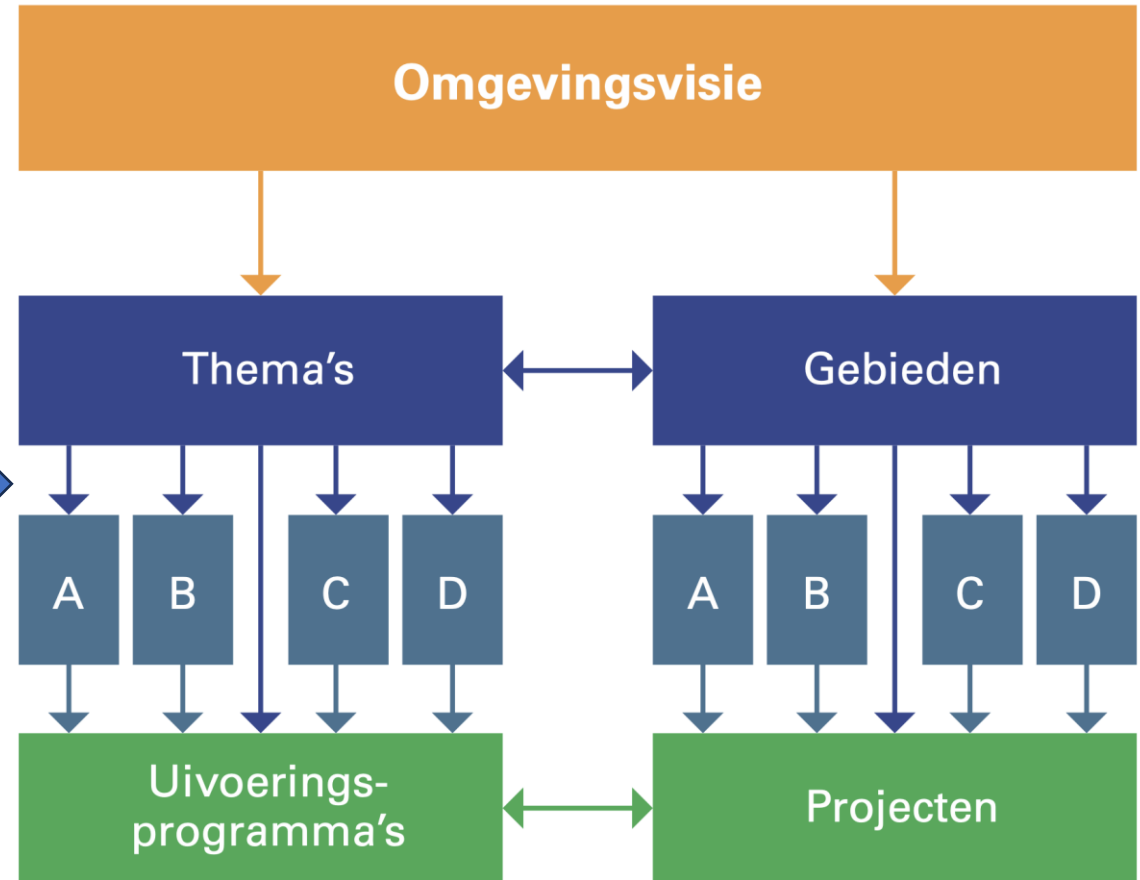 Omgevingsvisie
Thema's
Gebieden
A
B
C
D
A
B
C
D
Uivoerings-
programma's
Projecten